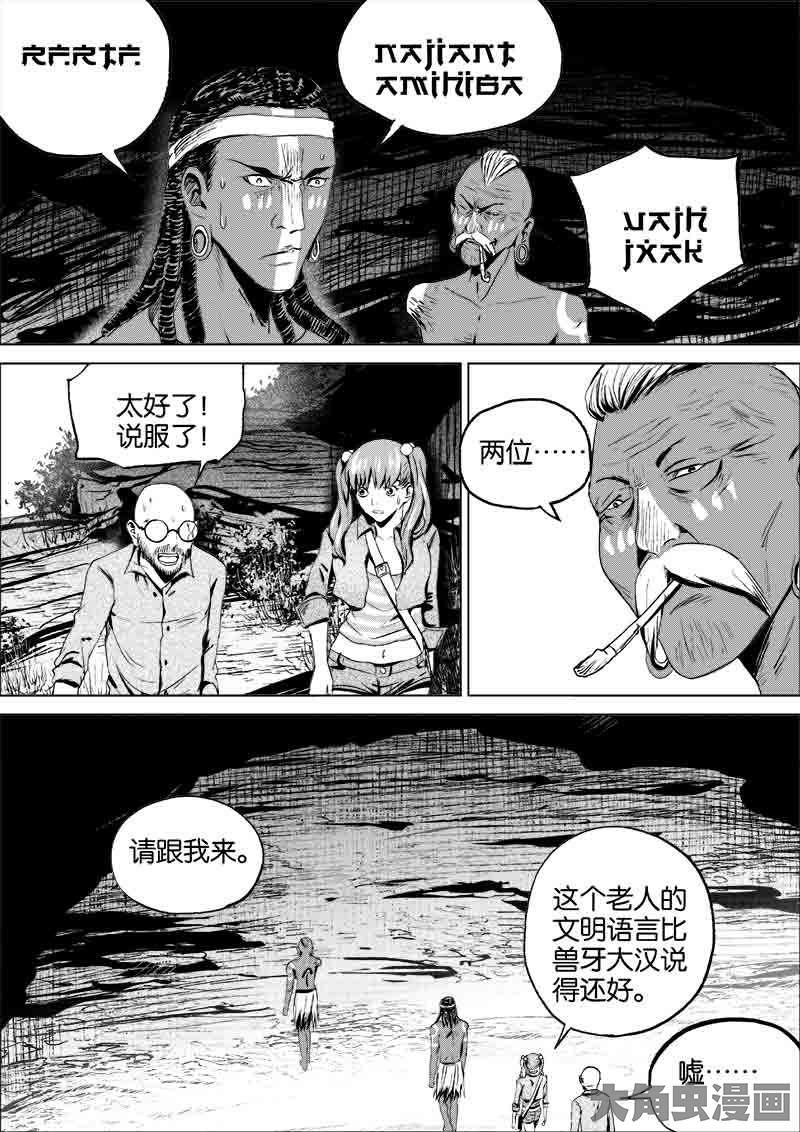 RARTA
NAJIANT
AMIHIBA
UAJH
JXAK
太好了！
说服了！
两位……
请跟我来。
这个老人的
文明语言比
兽牙大汉说
得还好。
嘘……
大角虫漫画